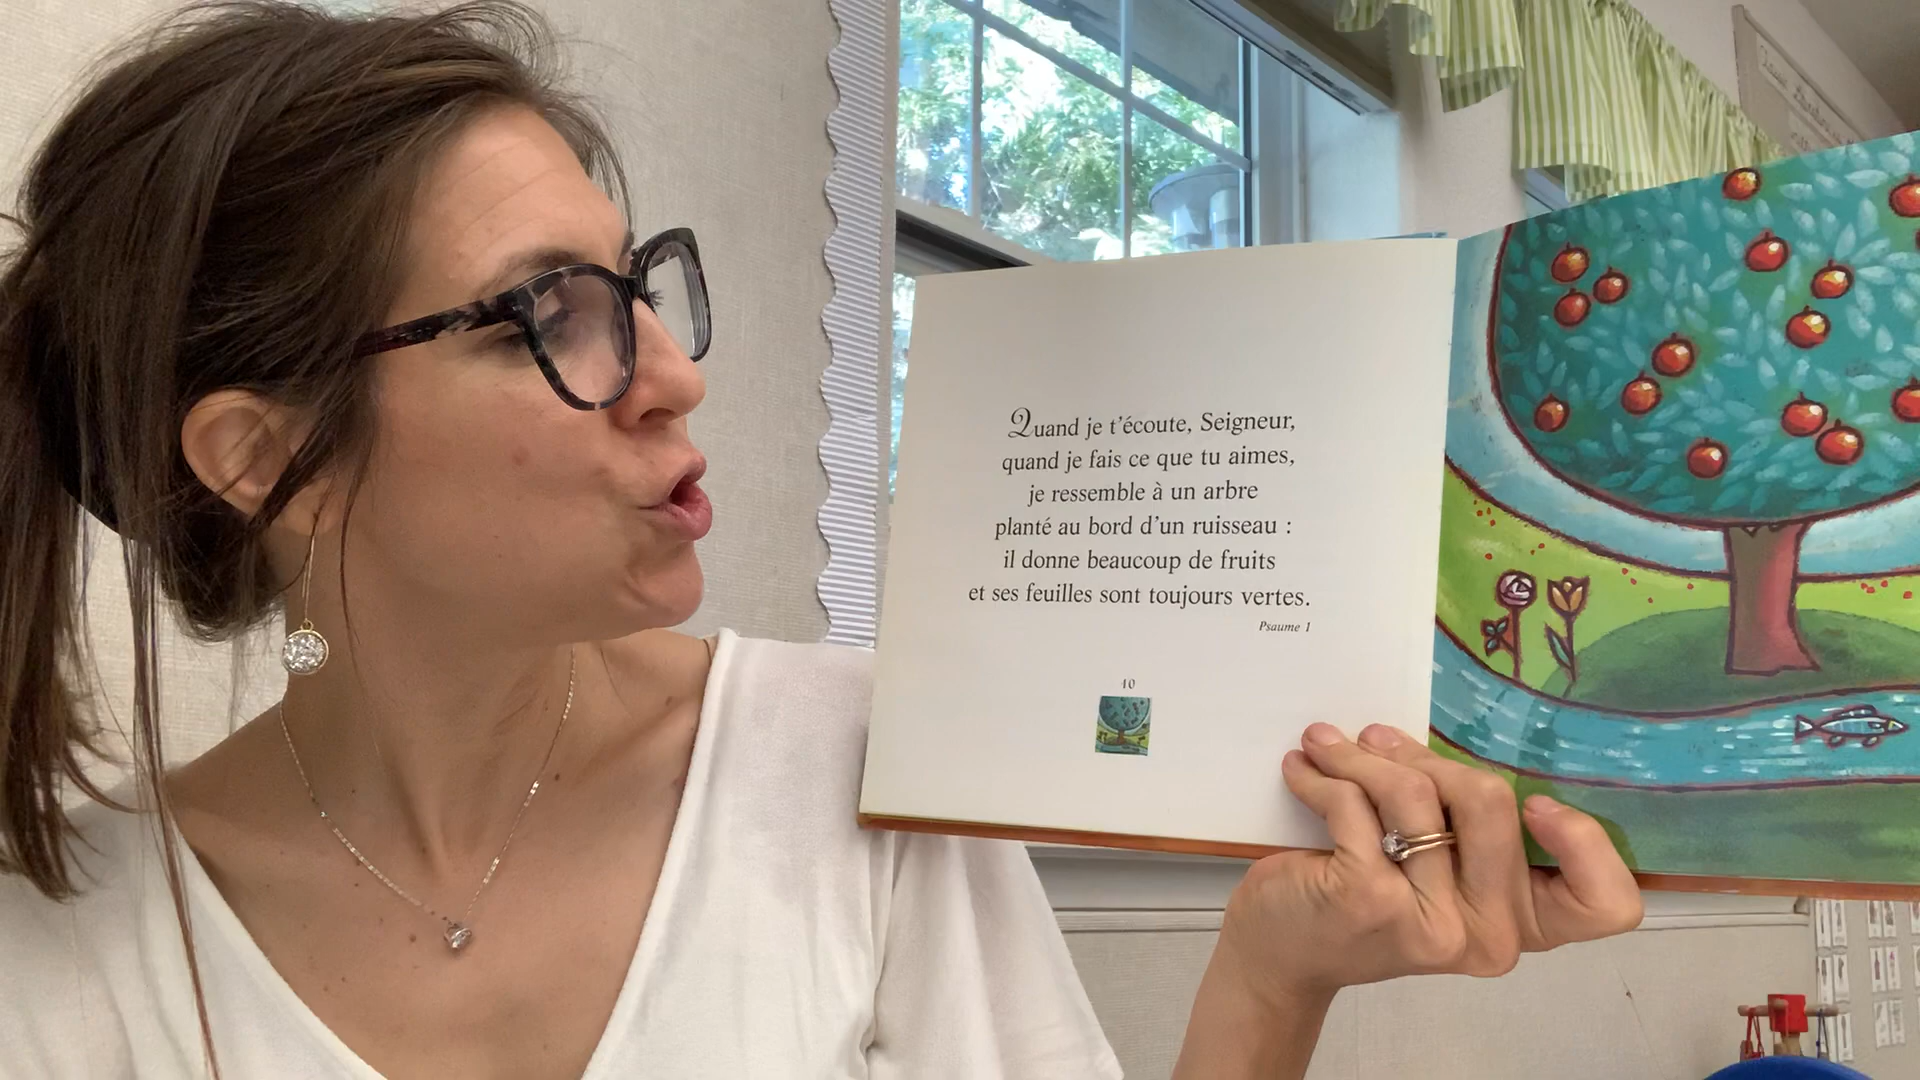 Quand je t'écoute, Seigneur,
quand je fais ce que tu aimes,
je ressemble à un arbre
planté au bord d'un ruisseau :
il donne beaucoup de fruits
et ses feuilles sont toujours vertes.
Psaume 1
40